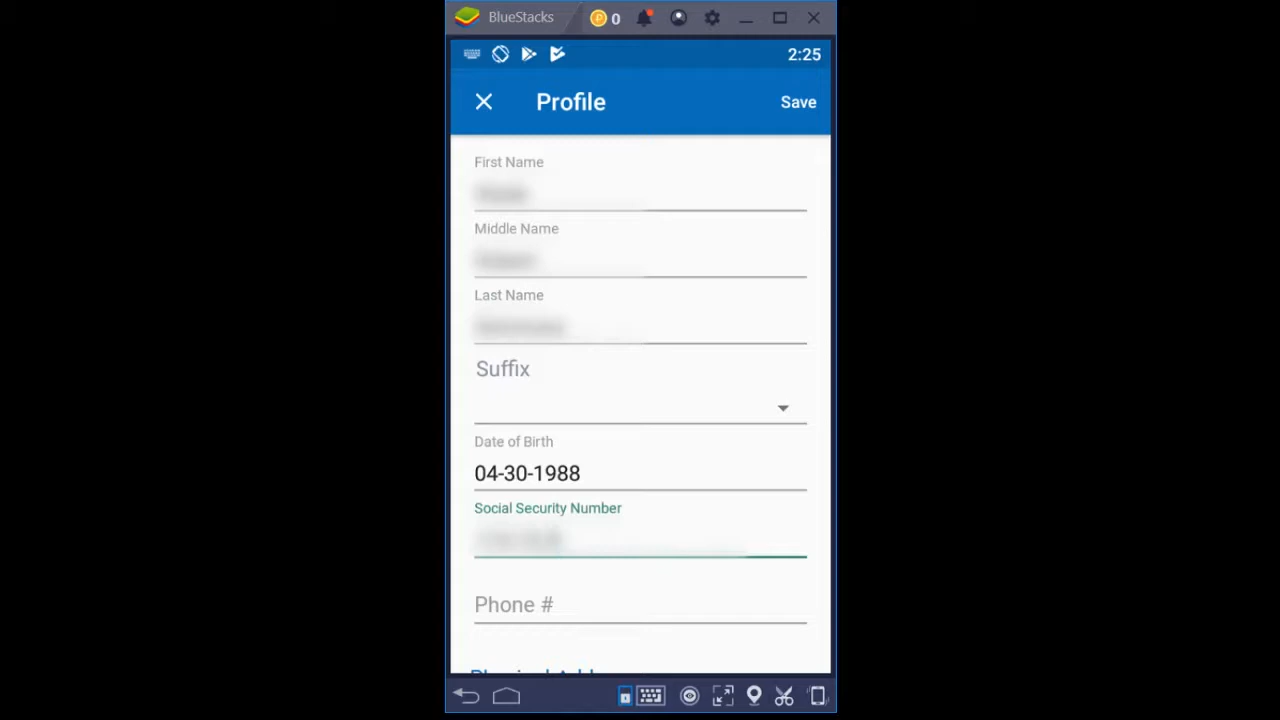 BlueStacks
0
2:25
Profile
Save
First Name
Middle Name
Last Name
Suffix
Date of Birth
04-30-1988
Social Security Number
Phone #